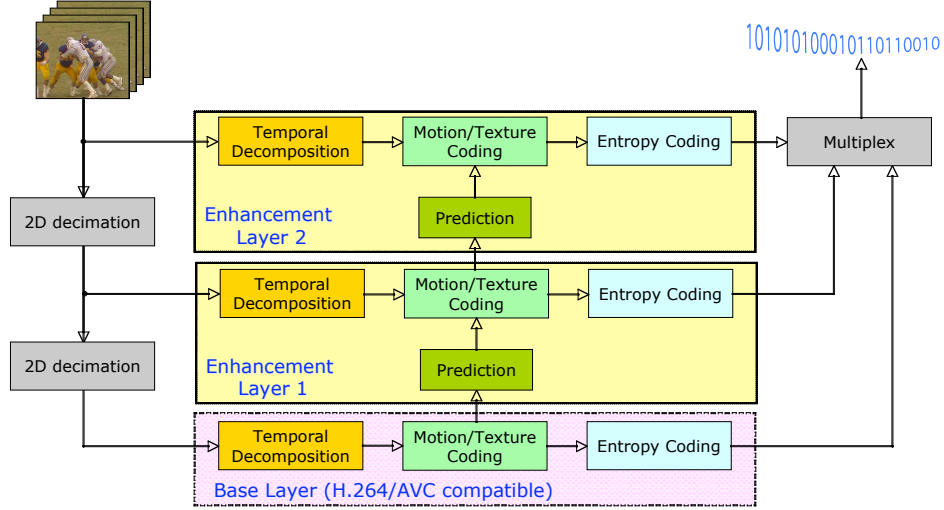 10101010001011011001​0
Temporal
Decomposition
Motion/Texture
Coding
Entropy Coding
Multiplex
2D decimation
Enhancement
Layer 2
Prediction
Temporal
Decomposition
Motion/Texture
Coding
Entropy Coding
2D decimation
Enhancement
Layer 1
Prediction
Temporal
Decomposition
Motion/Texture
Coding
Entropy Coding
Base Layer (H.264/AVC compatible)